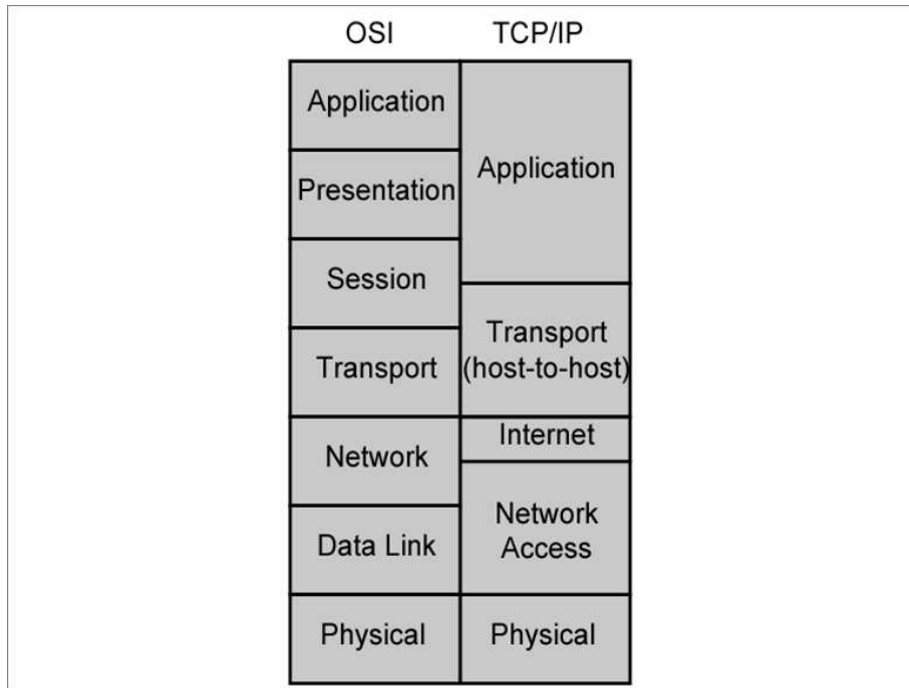 OSI
TCP/IP
Application
Presentation
Session
Transport
Network
Data Link
Physical
Application
Transport
(host-to-host)
Internet
Network
Access
Physical